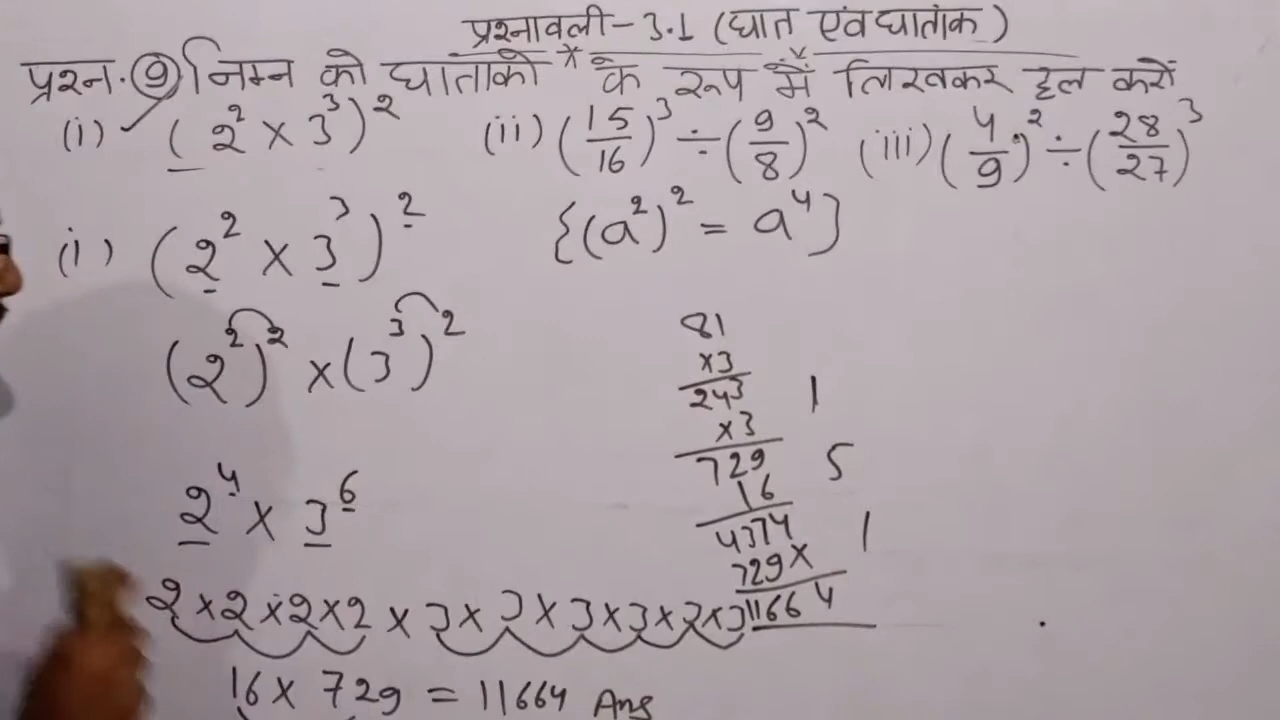 प्रश्नावली-3.1 (घात एवं घातांक)
प्रश्न.(9) निम्न को घातांको के रूप में लिखकर हल करों
(i) (2² × 3³)² (ii) (15/16)³ ÷ (9/8)² (iii) (4/9)² ÷ (28/27)³
(i) (2² × 3³)² {(a²)² = a⁴}
(2²)² × (3³)²
81
×3
243 1
×3
729 5
16
4374 1
729×
11664
2⁴ × 3⁶
2×2×2×2 × 3×3×3×3×3×3
16 × 729 = 11664 Ans